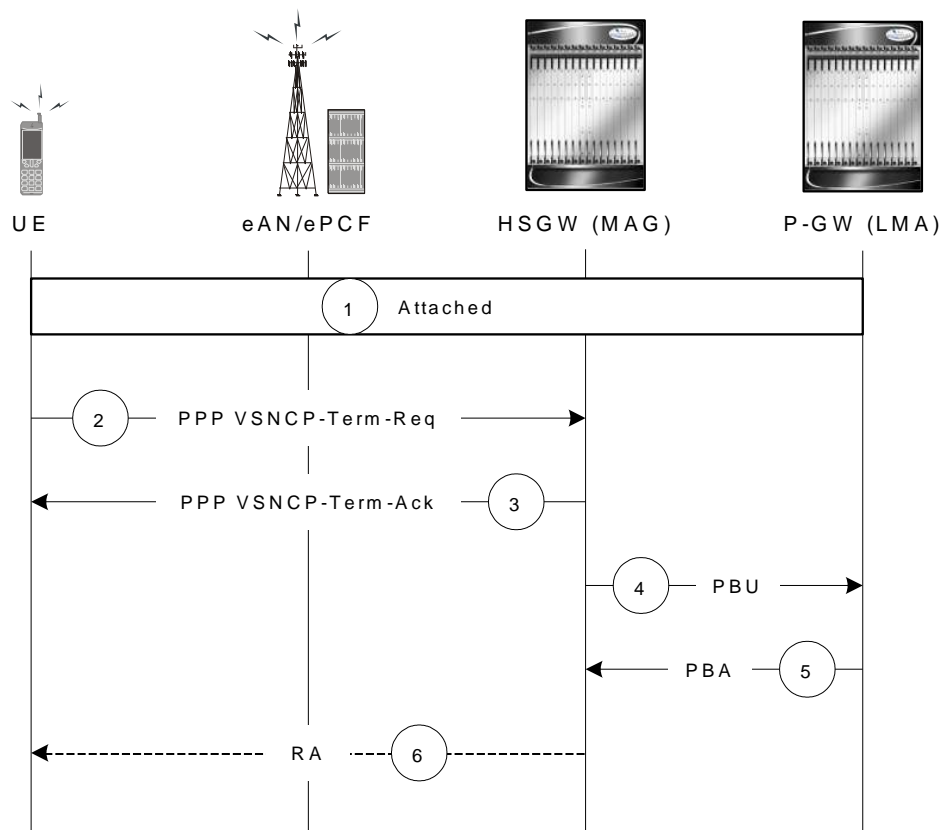 UE
eAN/ePCF
HSGW (MAG)
P-GW (LMA)
1 Attached
2 PPP VSNCP-Term-Req
PPP VSNCP-Term-Ack 3
4 PBU
PBA 5
RA 6